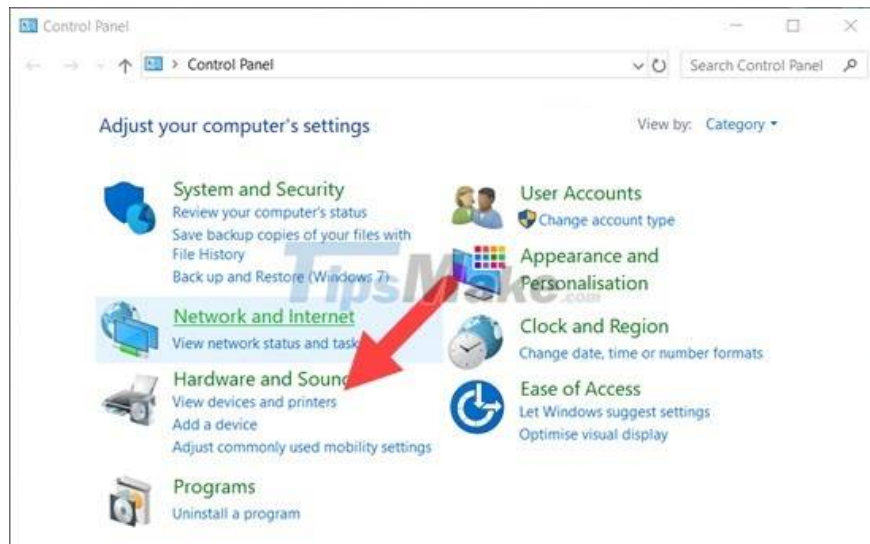 Control Panel
Control Panel
Search Control Panel
Adjust your computer's settings
View by: Category
System and Security
Review your computer's status
Save backup copies of your files with
File History
Back up and Restore (Windows 7)
Network and Internet
View network status and task
Hardware and Sound
View devices and printers
Add a device
Adjust commonly used mobility settings
Programs
Uninstall a program
User Accounts
Change account type
Appearance and
Personalisation
Clock and Region
Change date, time or number formats
Ease of Access
Let Windows suggest settings
Optimise visual display
TipsMake.com